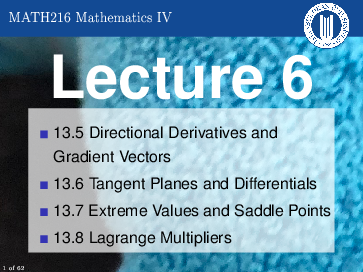 MATH216 Mathematics IV
Lecture 6
13.5 Directional Derivatives and
Gradient Vectors
13.6 Tangent Planes and Differentials
13.7 Extreme Values and Saddle Points
13.8 Lagrange Multipliers
1 of 62